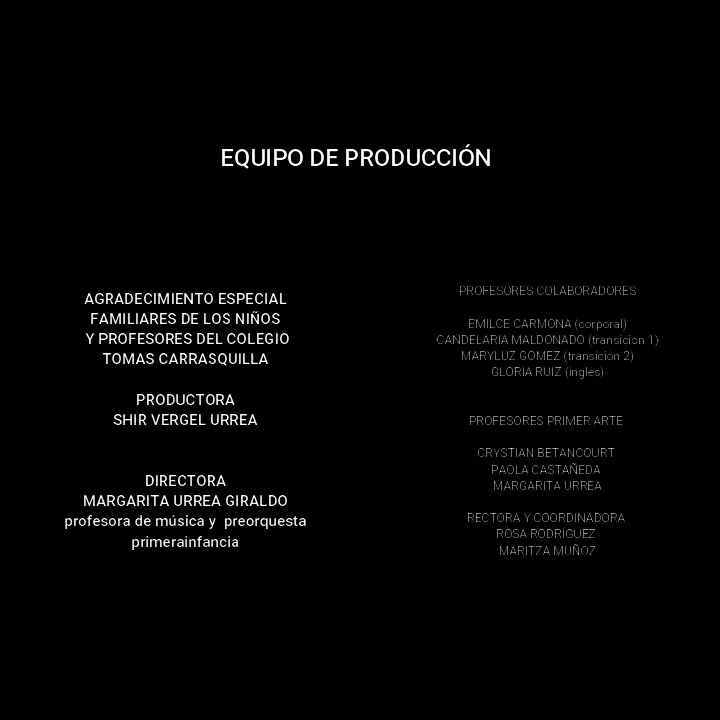 EQUIPO DE PRODUCCIÓN
AGRADECIMIENTO ESPECIAL
FAMILIARES DE LOS NIÑOS
Y PROFESORES DEL COLEGIO
TOMAS CARRASQUILLA
PRODUCTORA
SHIR VERGEL URREA
DIRECTORA
MARGARITA URREA GIRALDO
profesora de música y preorquesta
primerainfancia
PROFESORES COLABORADORES
EMILCE CARMONA (corporal)
CANDELARIA MALDONADO (transicion 1)
MARYLUZ GOMEZ (transición 2)
GLORIA RUIZ (inglés)
PROFESORES PRIMER ARTE
CRYSTIAN BETANCOURT
PAOLA CASTAÑEDA
MARGARITA URREA
RECTORA Y COORDINADORA
ROSA RODRÍGUEZ
MARITZA MUÑOZ